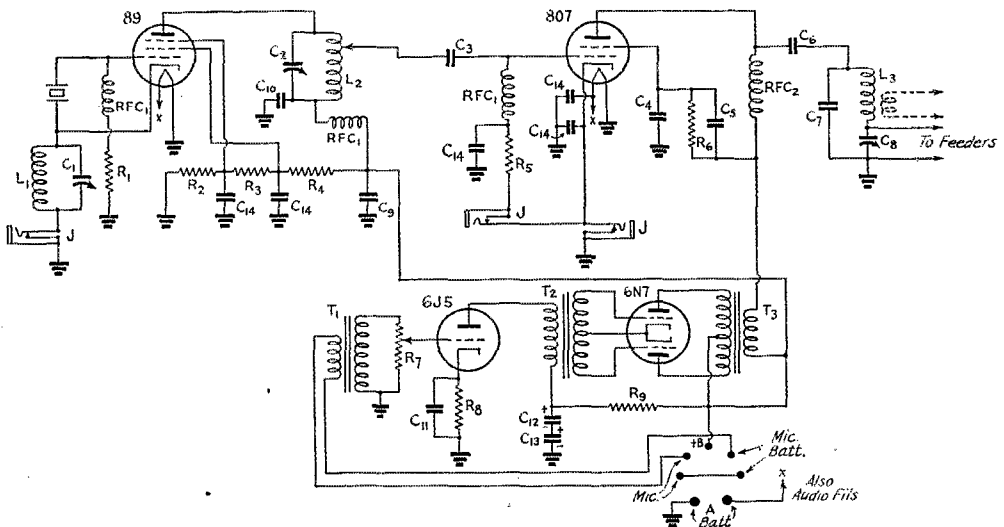 89
807
C2
L2
C3
C6
RFC1
C10
RFC1
C14
C4
C5
R6
RFC2
L3
C7
C8
To Feeders
x
x
L1
C1
R1
RFC1
C14
R5
C14
R2
R3
R4
C14
C14
C9
J
J
J
T1
6J5
T2
6N7
T3
R7
R8
C11
R9
+
C12
-
+
C13
-
+B
Mic.
Batt.
Mic.
x
Also
Audio Fils
A
Batt